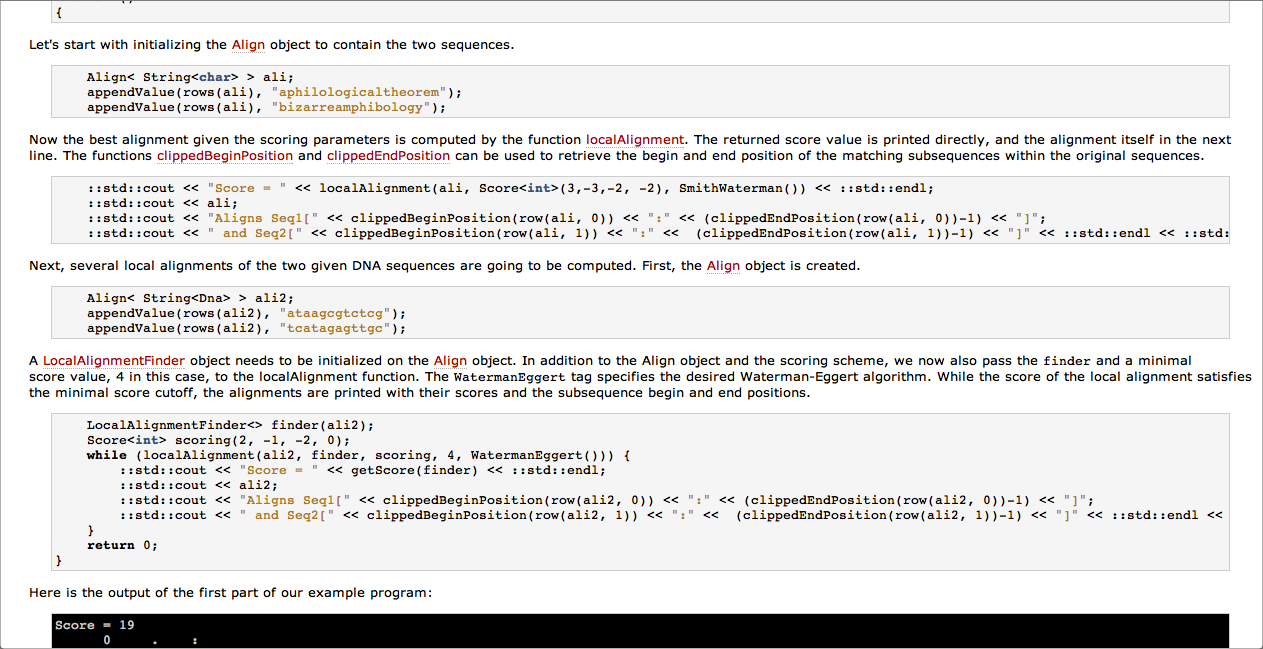 {
Let's start with initializing the Align object to contain the two sequences.
Align< String<char> > ali;
appendValue(rows(ali), "aphilologicaltheorem");
appendValue(rows(ali), "bizarreamphibology");
Now the best alignment given the scoring parameters is computed by the function localAlignment. The returned score value is printed directly, and the alignment itself in the next
line. The functions clippedBeginPosition and clippedEndPosition can be used to retrieve the begin and end position of the matching subsequences within the original sequences.
::std::cout << "Score = " << localAlignment(ali, Score<int>(3,-3,-2, -2), SmithWaterman()) << ::std::endl;
::std::cout << ali;
::std::cout << "Aligns Seq1[" << clippedBeginPosition(row(ali, 0)) << ":" << (clippedEndPosition(row(ali, 0))-1) << "]";
::std::cout << " and Seq2[" << clippedBeginPosition(row(ali, 1)) << ":" <<  (clippedEndPosition(row(ali, 1))-1) << "]" << ::std::endl << ::std:
Next, several local alignments of the two given DNA sequences are going to be computed. First, the Align object is created.
Align< String<Dna> > ali2;
appendValue(rows(ali2), "ataagcgtctcg");
appendValue(rows(ali2), "tcatagagttgc");
A LocalAlignmentFinder object needs to be initialized on the Align object. In addition to the Align object and the scoring scheme, we now also pass the finder and a minimal
score value, 4 in this case, to the localAlignment function. The WatermanEggert tag specifies the desired Waterman-Eggert algorithm. While the score of the local alignment satisfies
the minimal score cutoff, the alignments are printed with their scores and the subsequence begin and end positions.
LocalAlignmentFinder<> finder(ali2);
Score<int> scoring(2, -1, -2, 0);
while (localAlignment(ali2, finder, scoring, 4, WatermanEggert())) {
::std::cout << "Score = " << getScore(finder) << ::std::endl;
::std::cout << ali2;
::std::cout << "Aligns Seq1[" << clippedBeginPosition(row(ali2, 0)) << ":" << (clippedEndPosition(row(ali2, 0))-1) << "]";
::std::cout << " and Seq2[" << clippedBeginPosition(row(ali2, 1)) << ":" <<  (clippedEndPosition(row(ali2, 1))-1) << "]" << ::std::endl <<
}
return 0;
}
Here is the output of the first part of our example program:
Score = 19
0 . :